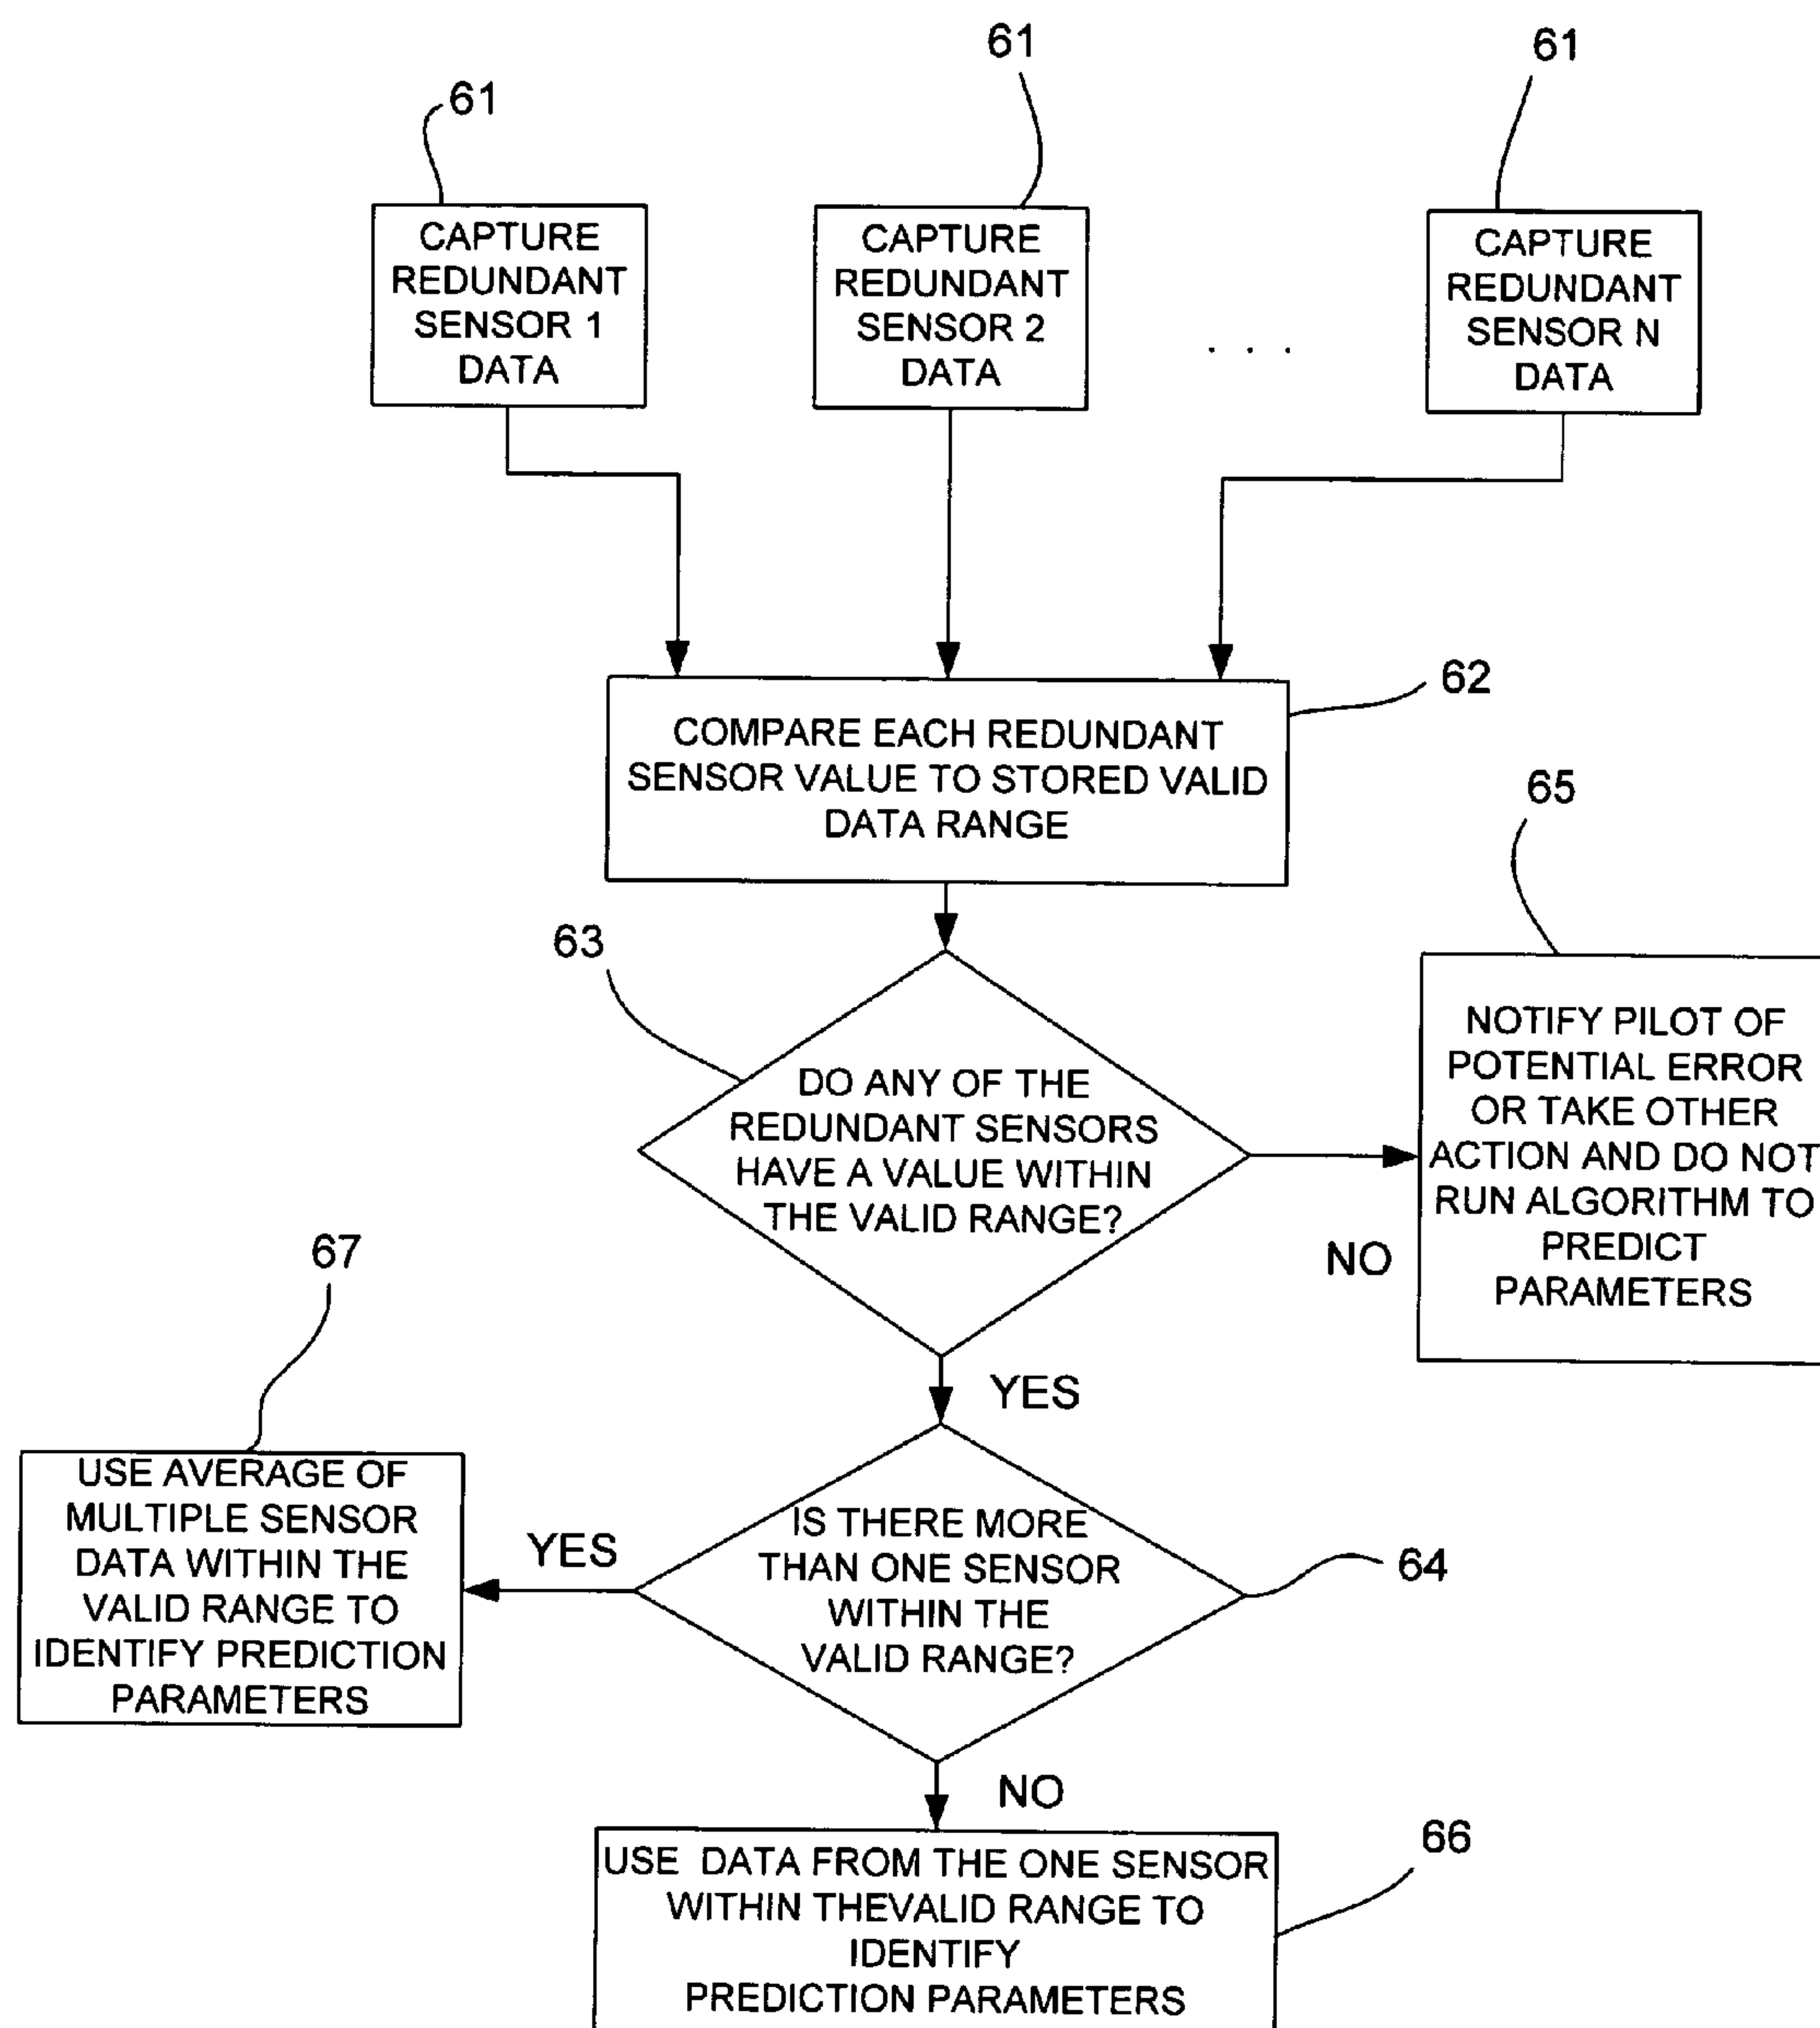 61
61
61
CAPTURE
REDUNDANT
SENSOR 1
DATA
CAPTURE
REDUNDANT
SENSOR 2
DATA
. . .
CAPTURE
REDUNDANT
SENSOR N
DATA
62
COMPARE EACH REDUNDANT
SENSOR VALUE TO STORED VALID
DATA RANGE
63
DO ANY OF THE
REDUNDANT SENSORS
HAVE A VALUE WITHIN
THE VALID RANGE?
65
NOTIFY PILOT OF
POTENTIAL ERROR
OR TAKE OTHER
ACTION AND DO NOT
RUN ALGORITHM TO
PREDICT
PARAMETERS
NO
YES
67
USE AVERAGE OF
MULTIPLE SENSOR
DATA WITHIN THE
VALID RANGE TO
IDENTIFY PREDICTION
PARAMETERS
YES
IS THERE MORE
THAN ONE SENSOR
WITHIN THE
VALID RANGE?
64
NO
66
USE DATA FROM THE ONE SENSOR
WITHIN THEVALID RANGE TO
IDENTIFY
PREDICTION PARAMETERS